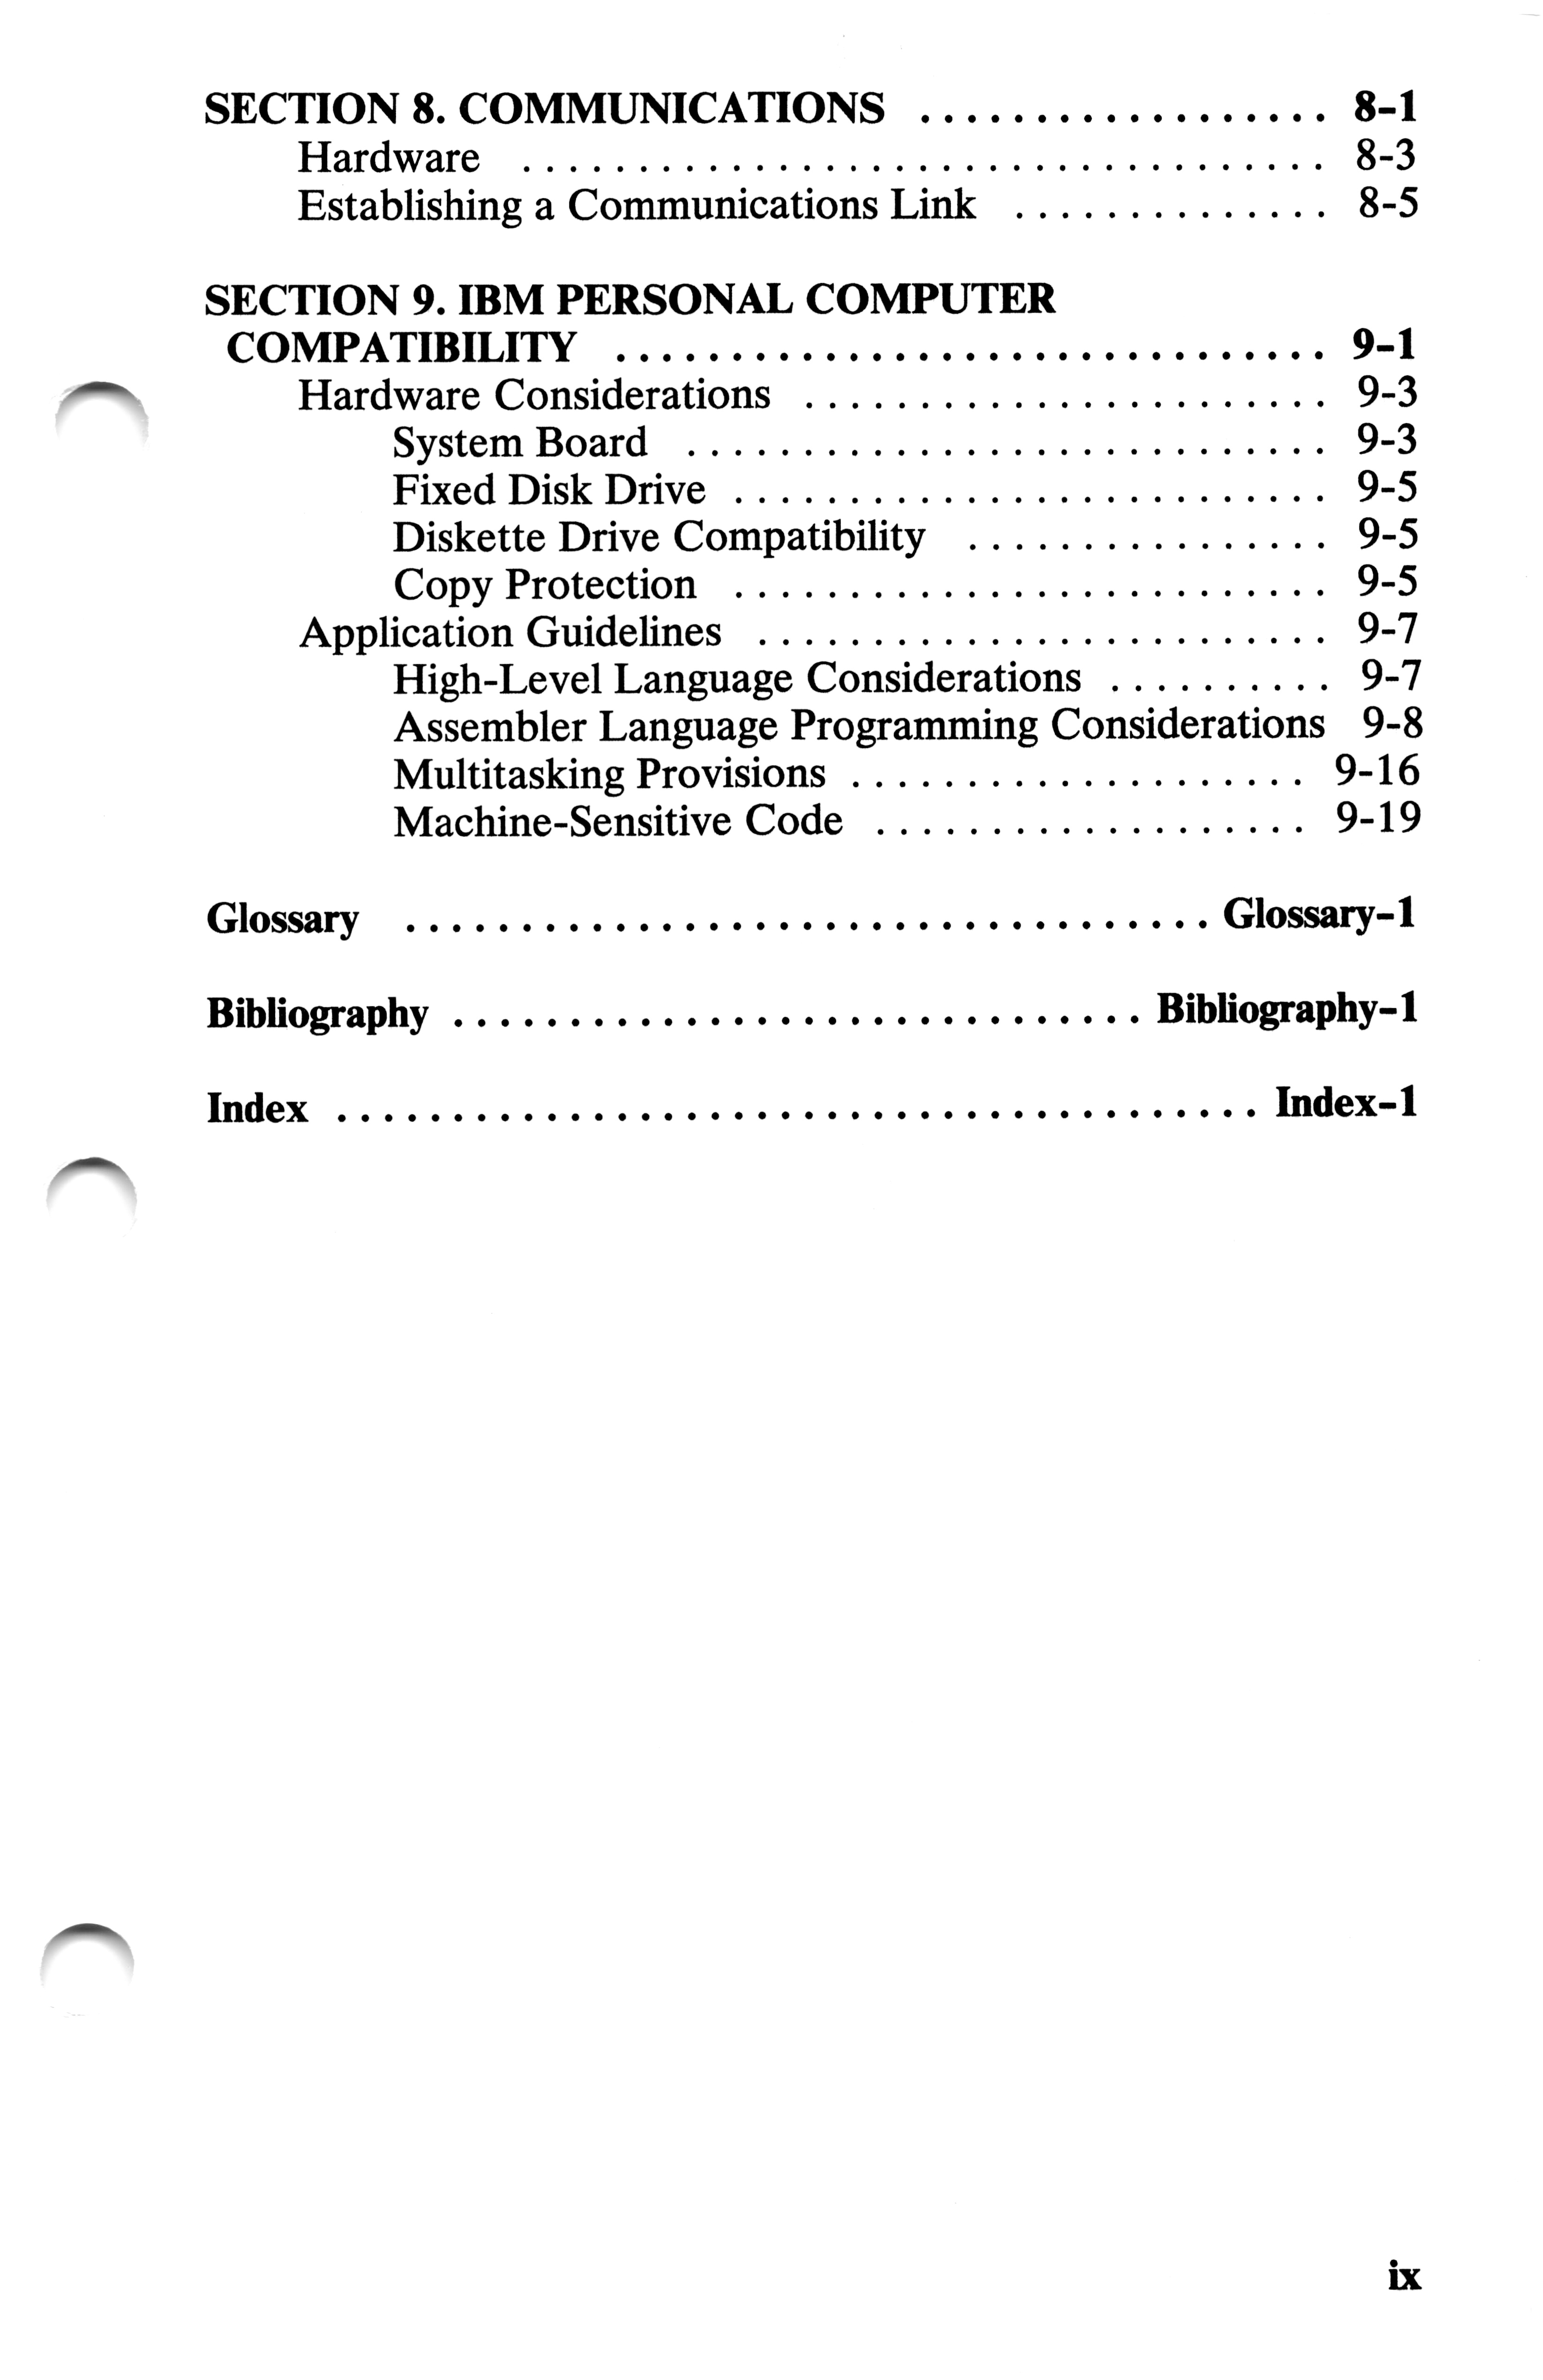 SECTION 8. COMMUNICATIONS .................. 8-1
Hardware ................................... 8-3
Establishing a Communications Link .............. 8-5
SECTION 9. IBM PERSONAL COMPUTER
COMPATIBILITY ............................... 9-1
Hardware Considerations ....................... 9-3
System Board ............................ 9-3
Fixed Disk Drive .......................... 9-5
Diskette Drive Compatibility ................ 9-5
Copy Protection .......................... 9-5
Application Guidelines ......................... 9-7
High-Level Language Considerations .......... 9-7
Assembler Language Programming Considerations 9-8
Multitasking Provisions .................... 9-16
Machine-Sensitive Code ................... 9-19
Glossary ................................... Glossary-1
Bibliography .............................. Bibliography-1
Index ........................................ Index-1
ix